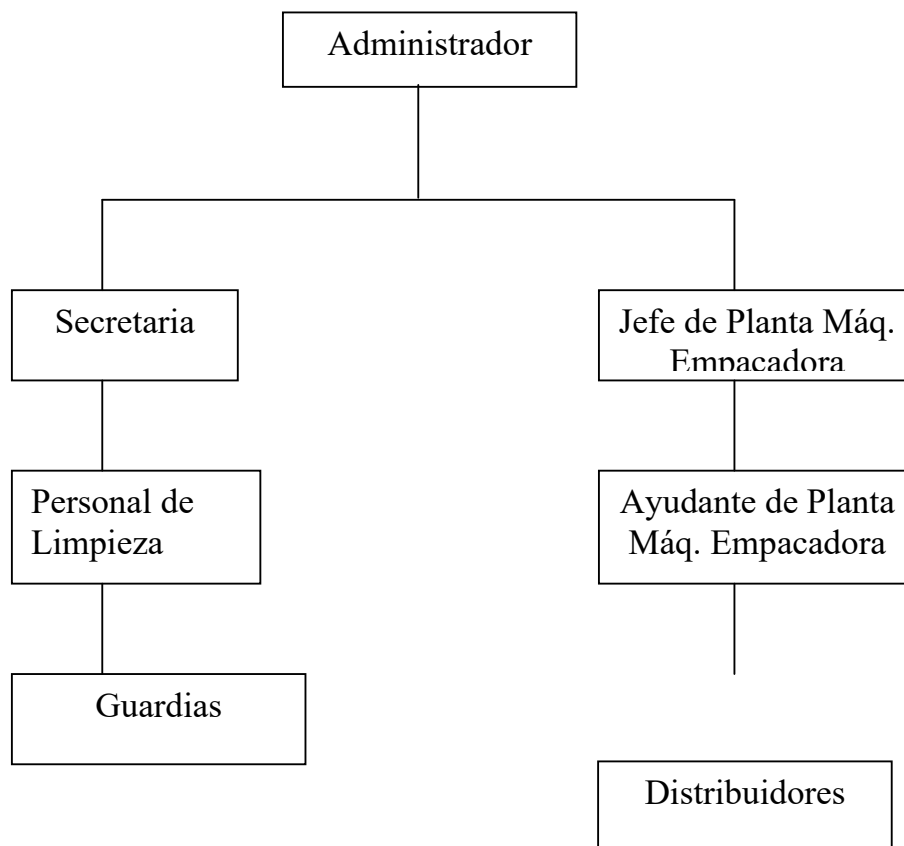 Administrador
Secretaria
Jefe de Planta Máq.
Empacadora
Personal de
Limpieza
Ayudante de Planta
Máq. Empacadora
Guardias
Distribuidores